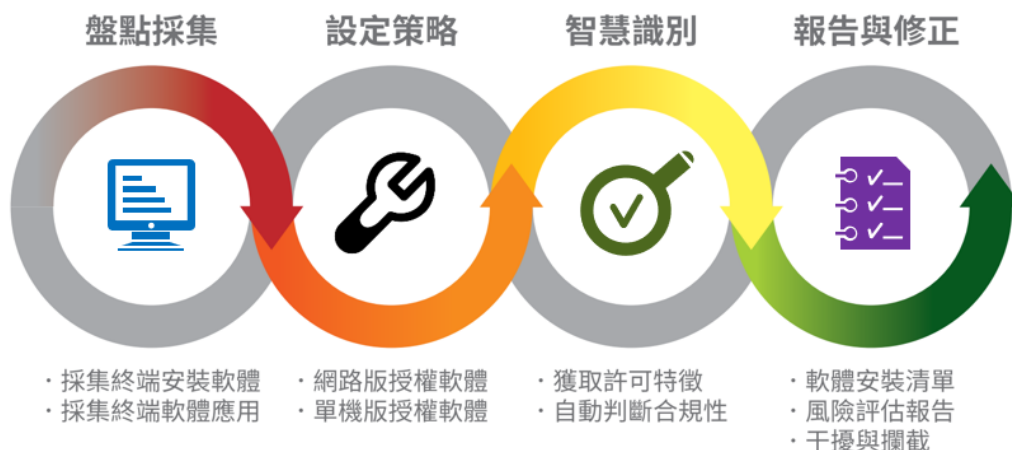 盤點採集
設定策略
智慧識別
報告與修正
・採集終端安裝軟體
・採集終端軟體應用
・網路版授權軟體
・單機版授權軟體
・獲取許可特徵
・自動判斷合規性
・軟體安裝清單
・風險評估報告
・干擾與攔截